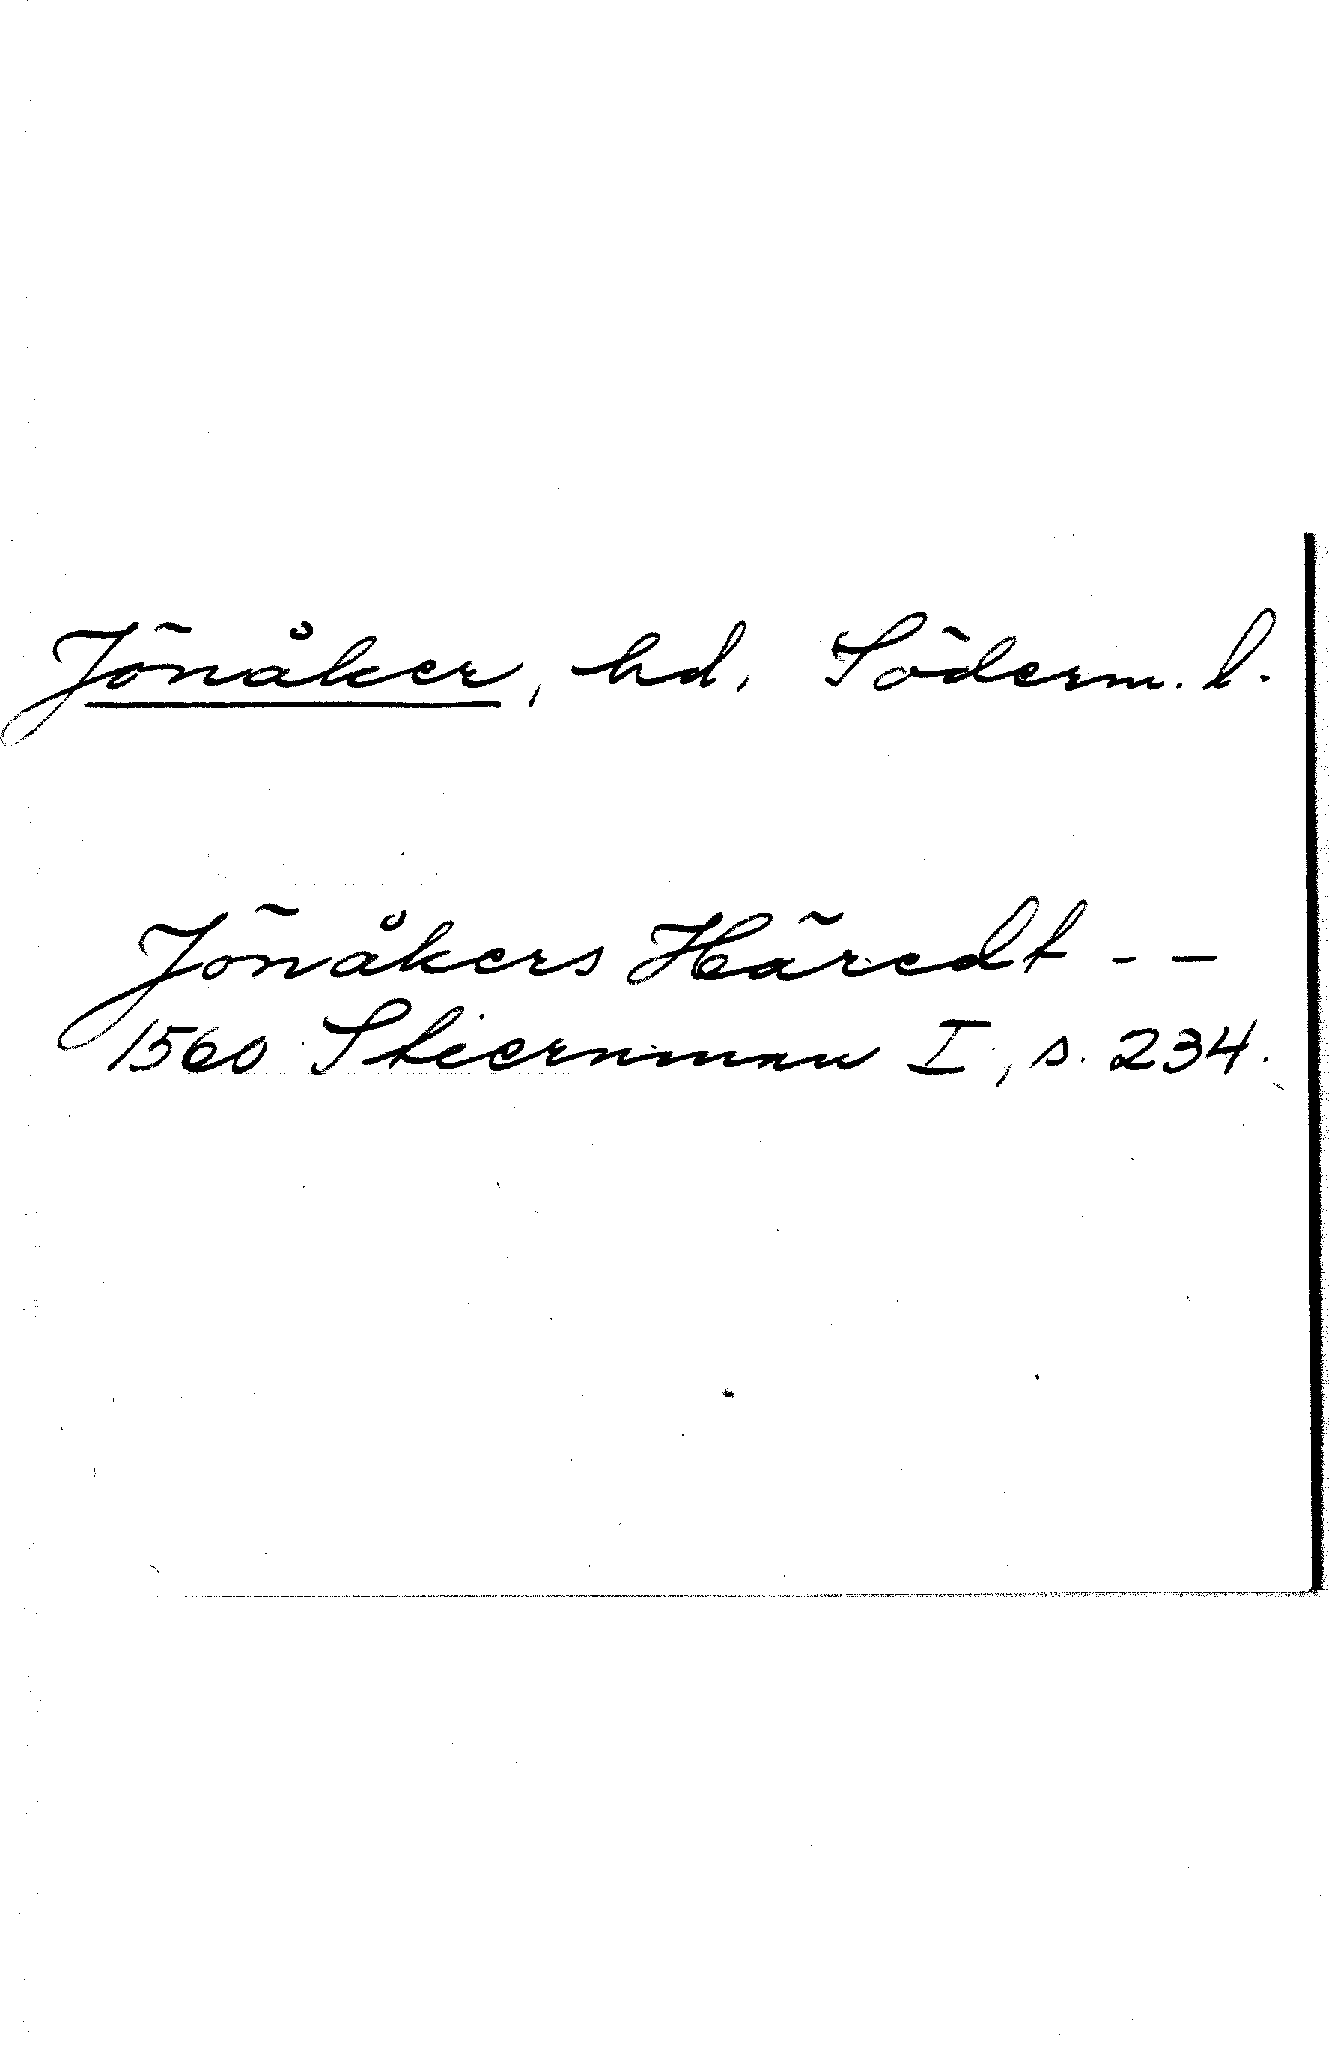 Jönåker, hd, Söderm. l.
Jönåkers Häredt - -
1560 Stiernman I, s. 234.